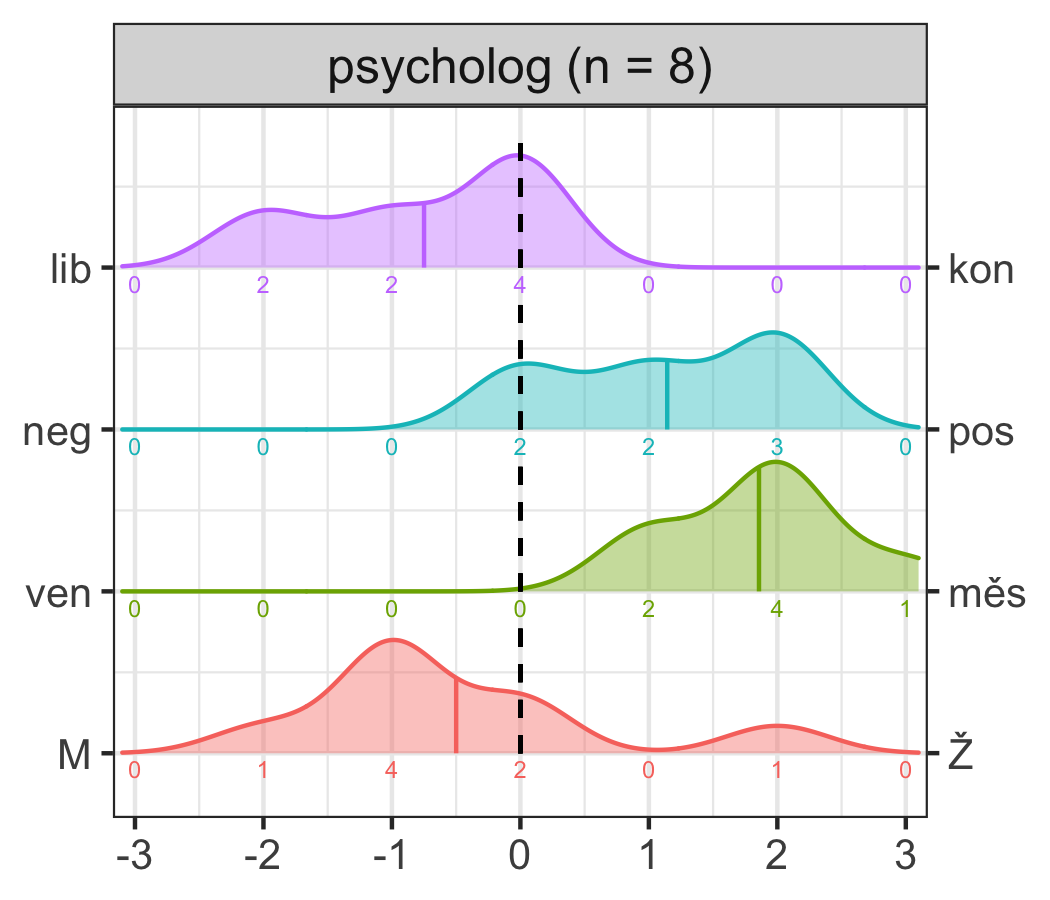 psycholog (n = 8)
lib kon
0 2 2 4 0 0 0
neg pos
0 0 0 2 2 3 0
ven měs
0 0 0 0 2 4 1
M Ž
0 1 4 2 0 1 0
-3 -2 -1 0 1 2 3